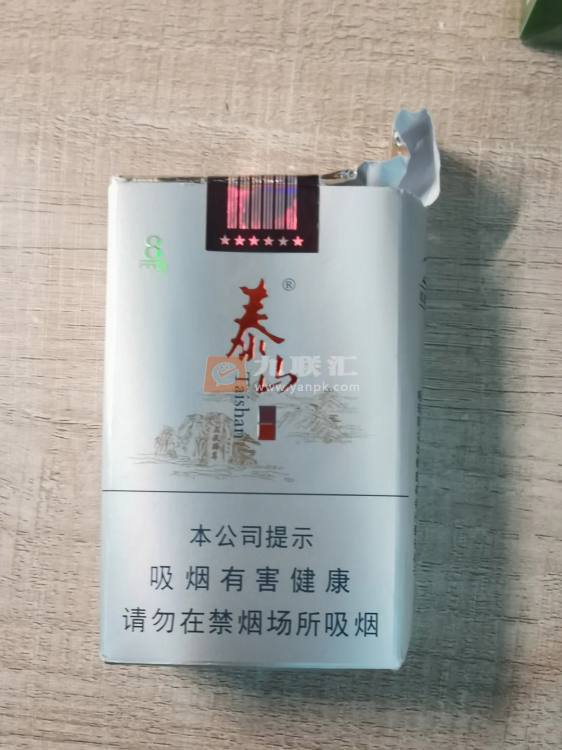 泰山
®
Taishan
九联汇
www.yanpk.com
本公司提示
吸烟有害健康
请勿在禁烟场所吸烟